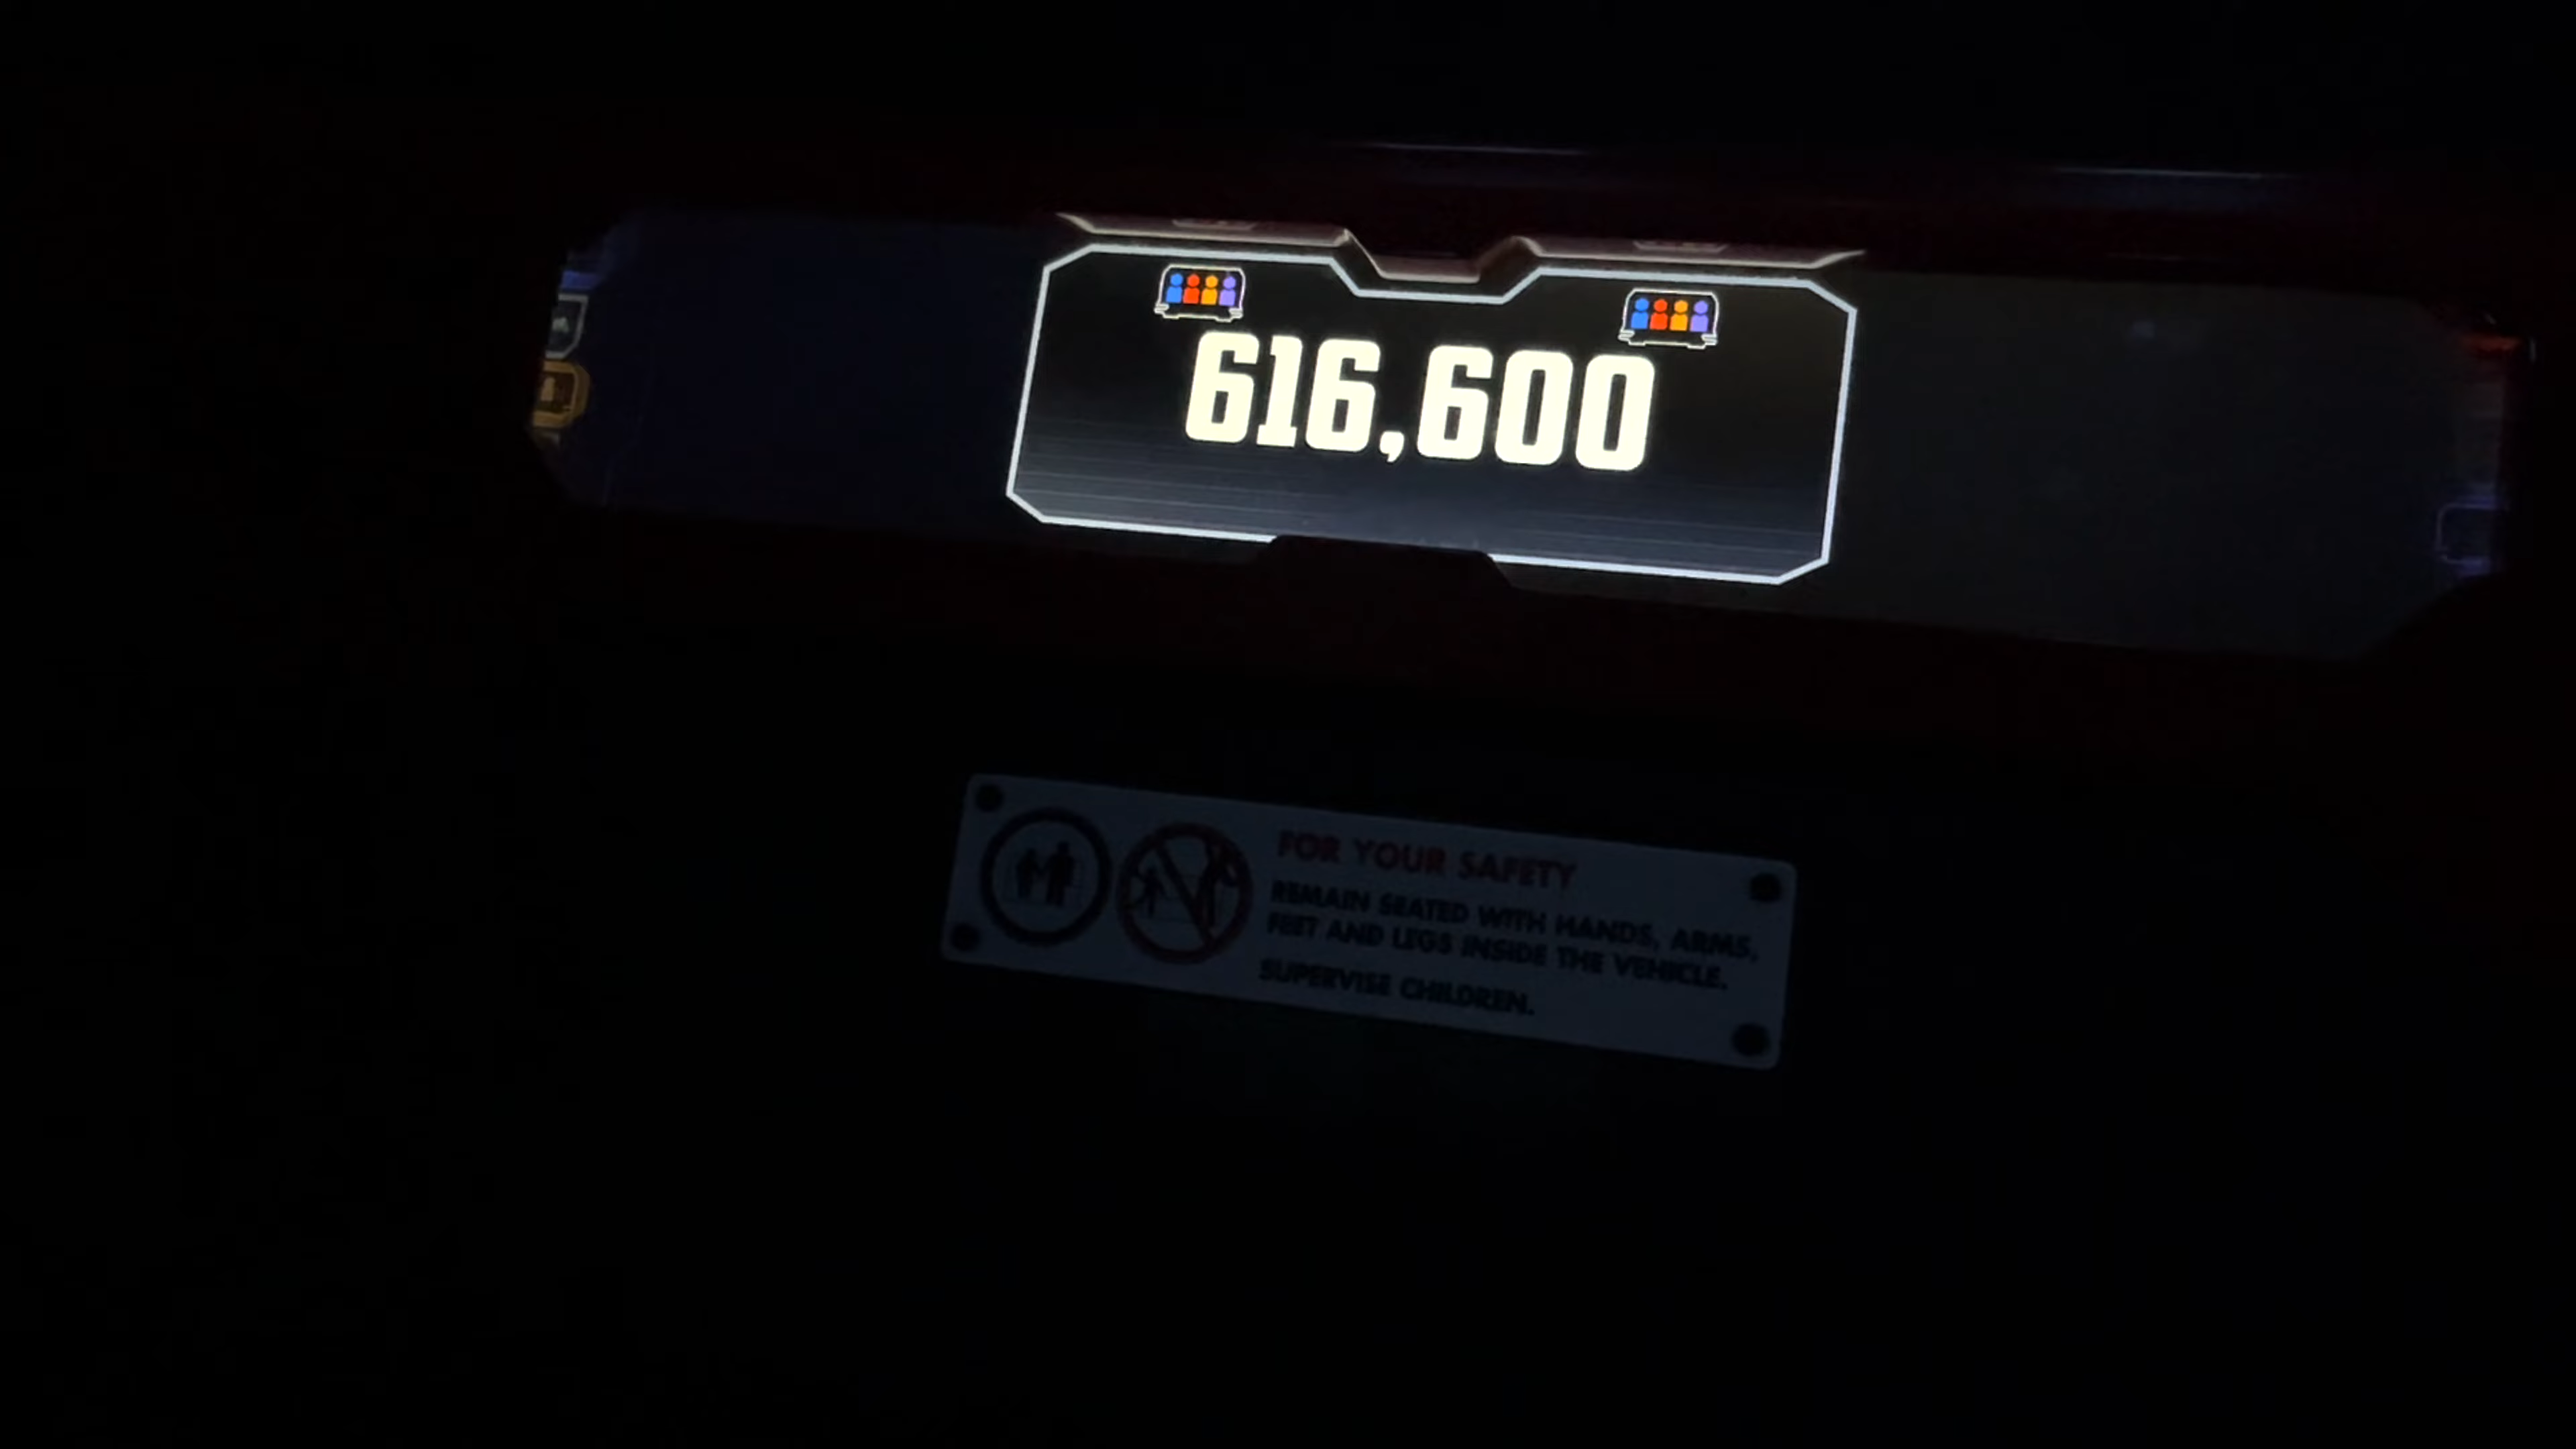 616,600
FOR YOUR SAFETY
REMAIN SEATED WITH HANDS, ARMS,
FEET AND LEGS INSIDE THE VEHICLE.
SUPERVISE CHILDREN.